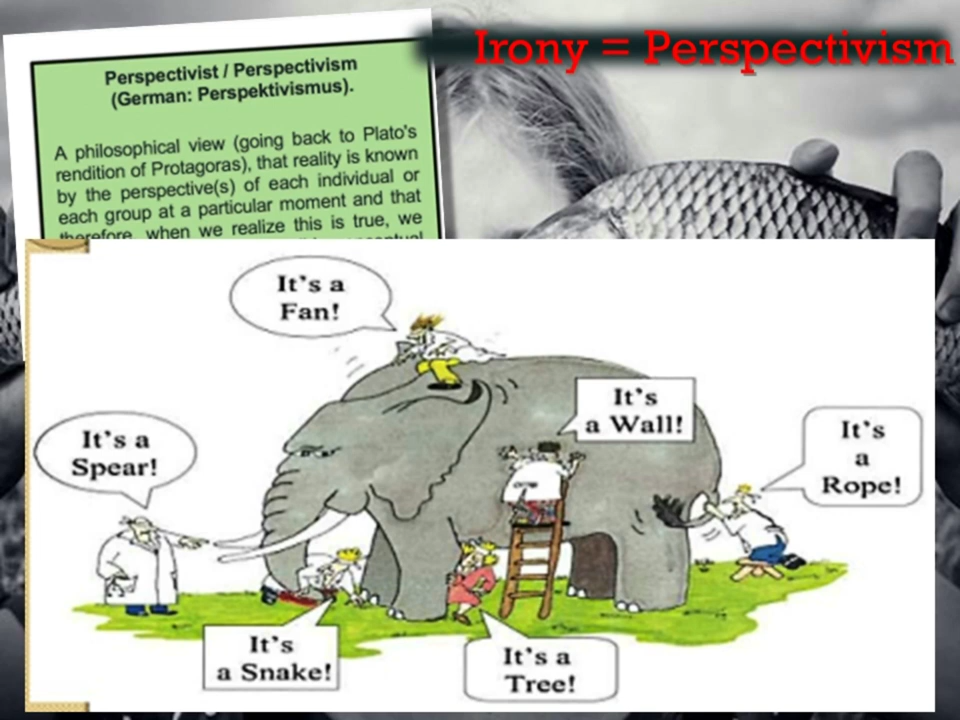 Irony = Perspectivism
Perspectivist / Perspectivism
(German: Perspektivismus).
A philosophical view (going back to Plato's
rendition of Protagoras), that reality is known
by the perspective(s) of each individual or
each group at a particular moment and that
therefore, when we realize this is true, we
It's a
Fan!
It's
a Wall!
It's a
Spear!
It's
a
Rope!
It's
a Snake!
It's a
Tree!